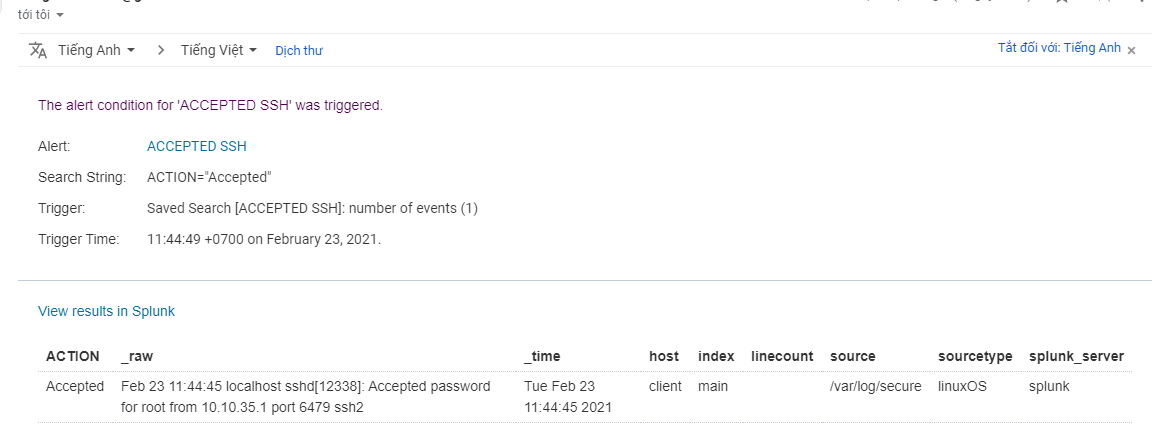 tới tôi
Tiếng Anh > Tiếng Việt Dịch thư Tắt đối với: Tiếng Anh ×
The alert condition for 'ACCEPTED SSH' was triggered.
Alert: ACCEPTED SSH
Search String: ACTION="Accepted"
Trigger: Saved Search [ACCEPTED SSH]: number of events (1)
Trigger Time: 11:44:49 +0700 on February 23, 2021.
View results in Splunk
ACTION _raw _time host index linecount source sourcetype splunk_server
Accepted Feb 23 11:44:45 localhost sshd[12338]: Accepted password Tue Feb 23 client main /var/log/secure linuxOS splunk
for root from 10.10.35.1 port 6479 ssh2 11:44:45 2021